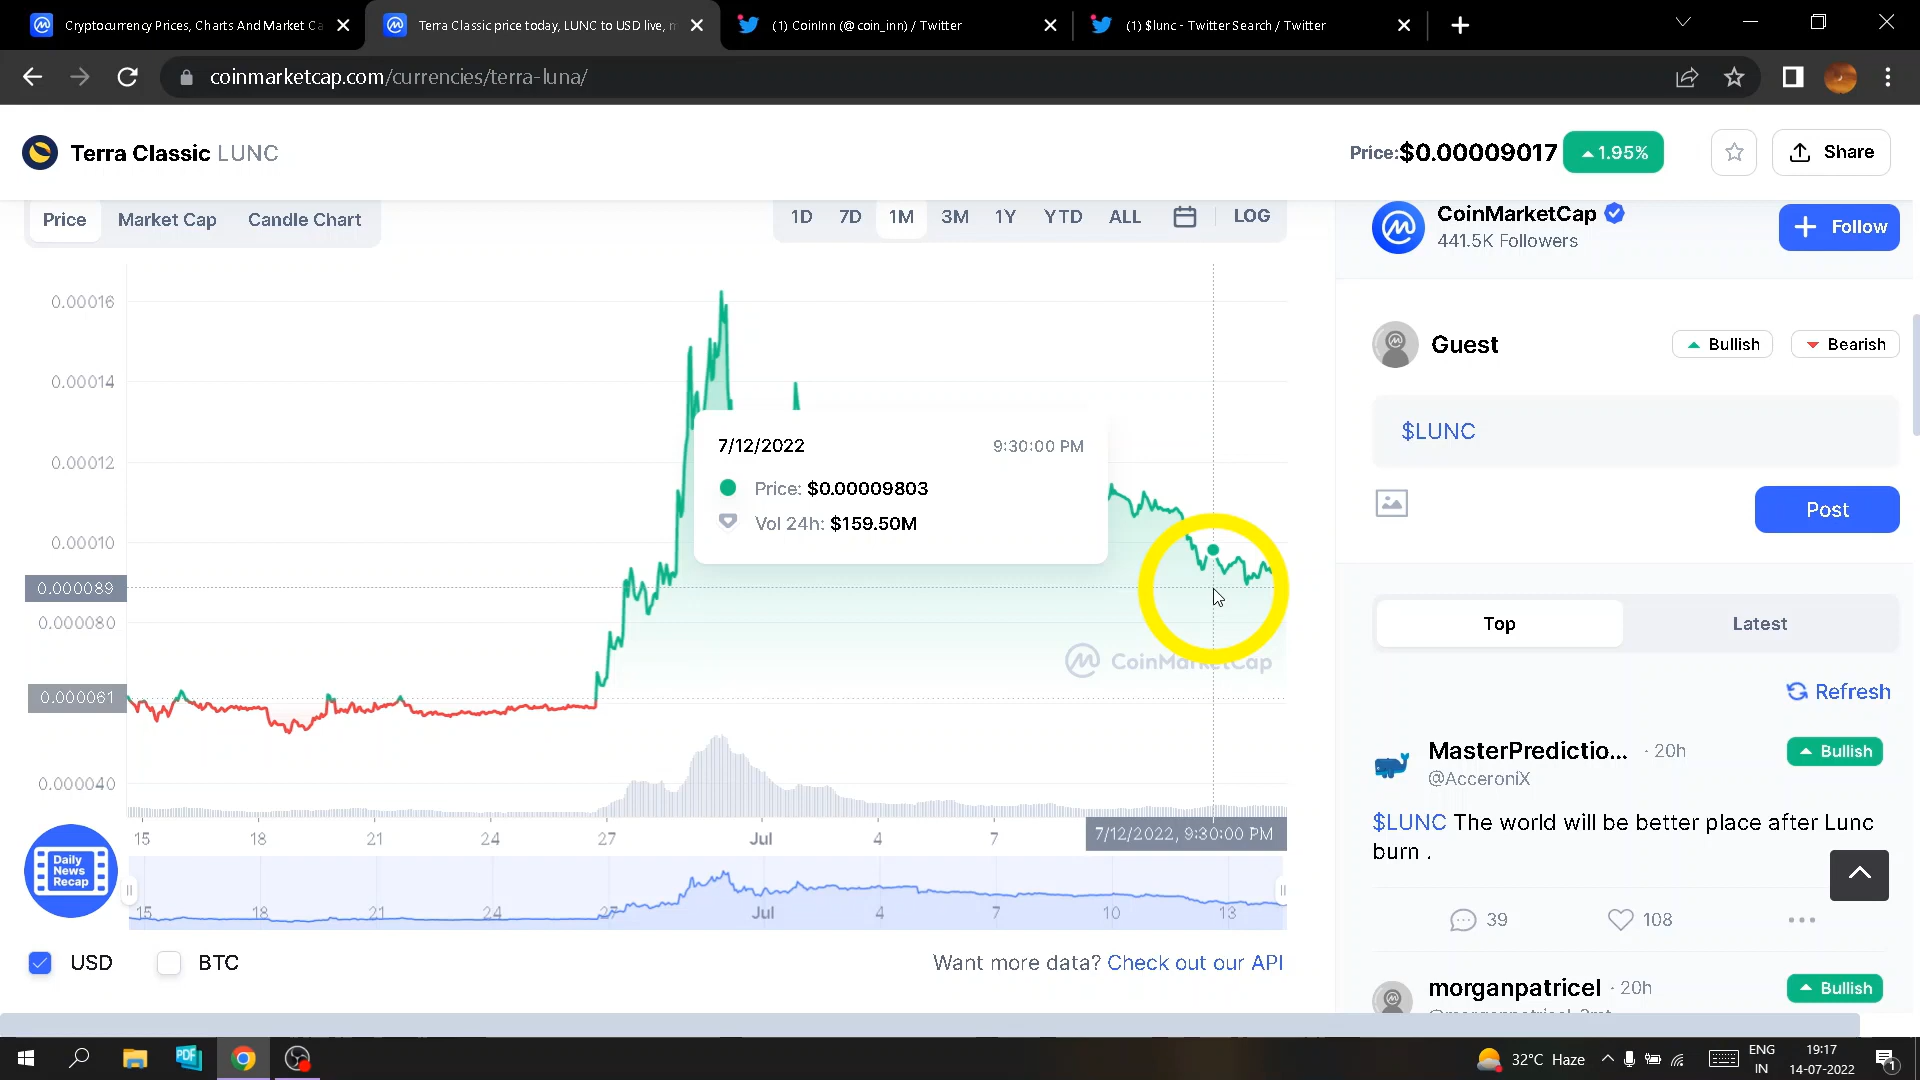 Cryptocurrency Prices, Charts And Market Ca
Terra Classic price today, LUNC to USD live, m
(1) CoinInn (@coin_inn) / Twitter
(1) $lunc - Twitter Search / Twitter
coinmarketcap.com/currencies/terra-luna/
Terra Classic LUNC
Price:$0.00009017 1.95%
Share
Price Market Cap Candle Chart
1D 7D 1M 3M 1Y YTD ALL LOG
CoinMarketCap
441.5K Followers
Follow
0.00016
0.00014
0.00012
0.00010
0.000089
0.000080
0.000061
0.000040
7/12/2022 9:30:00 PM
Price: $0.00009803
Vol 24h: $159.50M
CoinMarketCap
15 18 21 24 27 Jul 4 7 7/12/2022, 9:30:00 PM
15 18 21 24 27 Jul 4 7 10 13
Daily
News
Recap
USD BTC
Want more data? Check out our API
Guest Bullish Bearish
$LUNC
Post
Top Latest
Refresh
MasterPredictio... · 20h Bullish
@AcceroniX
$LUNC The world will be better place after Lunc
burn .
39 108
morganpatricel · 20h Bullish
PDF
32°C Haze
ENG
IN
19:17
14-07-2022
1